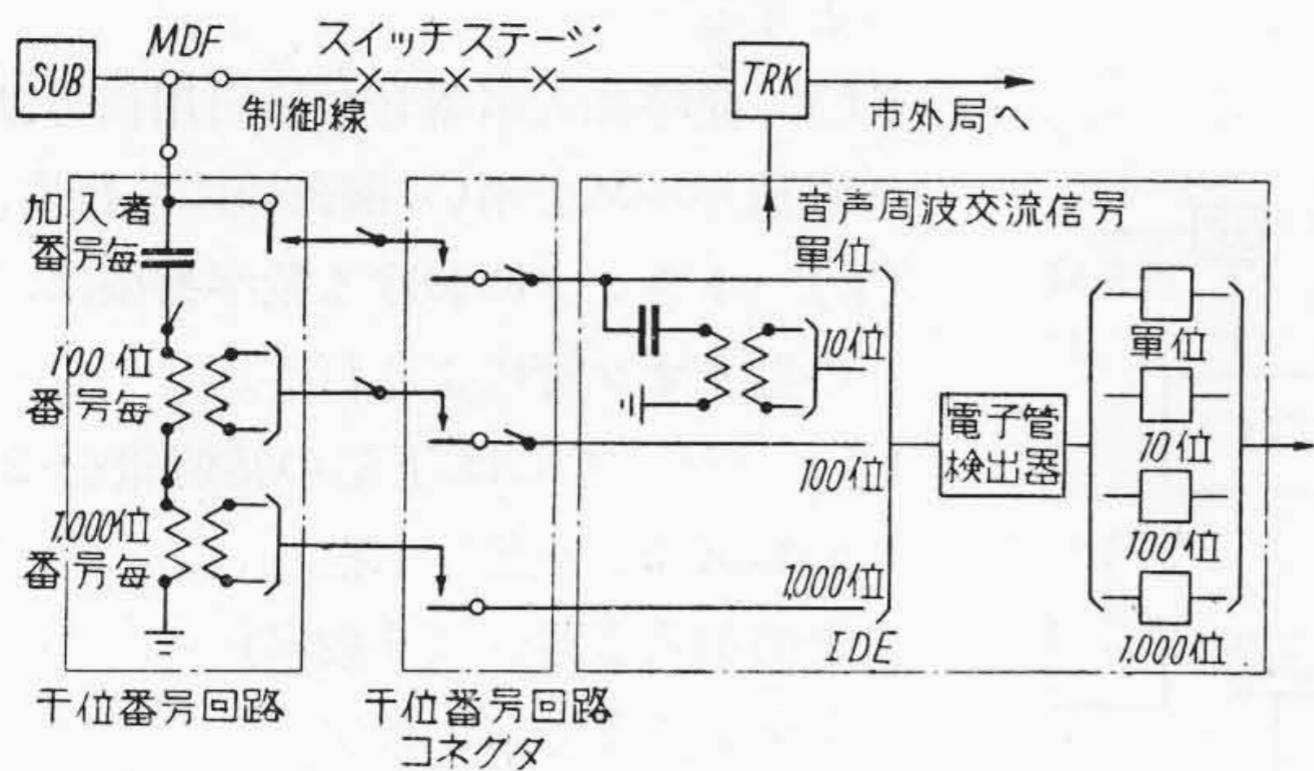 MDF
スイッチステージ
SUB
TRK
制御線
市外局へ
加入者
番号毎
音声周波交流信号
單位
10位
100位
番号毎
100位
1,000位
番号毎
1,000位
IDE
電子管
検出器
單位
10位
100位
1,000位
千位番号回路
千位番号回路
コネクタ